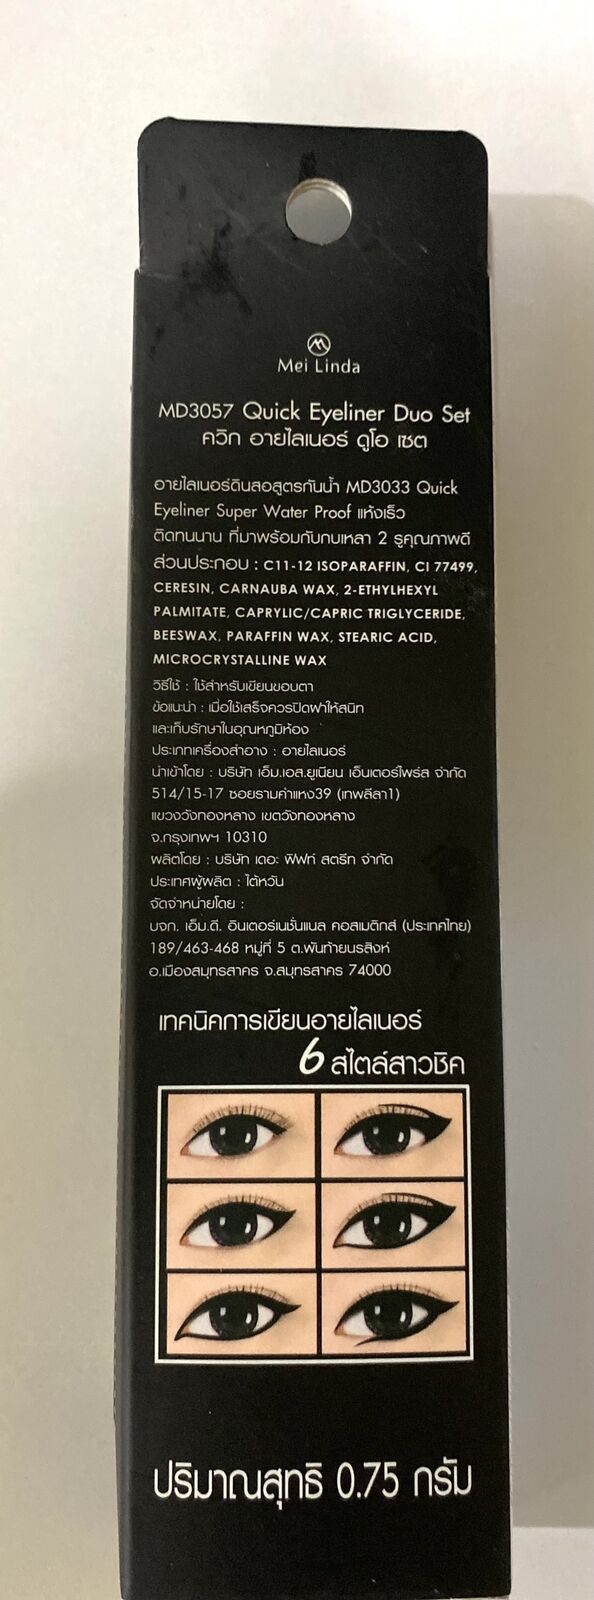 Mei Linda
MD3057 Quick Eyeliner Duo Set
ควิก อายไลเนอร์ ดูโอ เซต
อายไลเนอร์ดินสอสูตรกันน้ำ MD3033 Quick
Eyeliner Super Water Proof แห้งเร็ว
ติดทนนาน ที่มาพร้อมกับกบเหลา 2 รูคุณภาพดี
ส่วนประกอบ : C11-12 ISOPARAFFIN, CI 77499,
CERESIN, CARNAUBA WAX, 2-ETHYLHEXYL
PALMITATE, CAPRYLIC/CAPRIC TRIGLYCERIDE,
BEESWAX, PARAFFIN WAX, STEARIC ACID,
MICROCRYSTALLINE WAX
วิธีใช้ : ใช้สำหรับเขียนขอบตา
ข้อแนะนำ : เมื่อใช้เสร็จควรปิดฝาให้สนิท
และเก็บรักษาในอุณหภูมิห้อง
ประเภทเครื่องสำอาง : อายไลเนอร์
นำเข้าโดย : บริษัท เอ็ม.เอส.ยูเนียน เอ็นเตอร์ไพร์ส จำกัด
514/15-17 ซอยรามคำแหง39 (เทพลีลา1)
แขวงวังทองหลาง เขตวังทองหลาง
จ.กรุงเทพฯ 10310
ผลิตโดย : บริษัท เดอะ ฟิฟท์ สตรีท จำกัด
ประเทศผู้ผลิต : ไต้หวัน
จัดจำหน่ายโดย :
บจก. เอ็ม.ดี. อินเตอร์เนชั่นแนล คอสเมติกส์ (ประเทศไทย)
189/463-468 หมู่ที่ 5 ต.พันท้ายนรสิงห์
อ.เมืองสมุทรสาคร จ.สมุทรสาคร 74000
เทคนิคการเขียนอายไลเนอร์
6 สไตล์สาวชิค
ปริมาณสุทธิ 0.75 กรัม